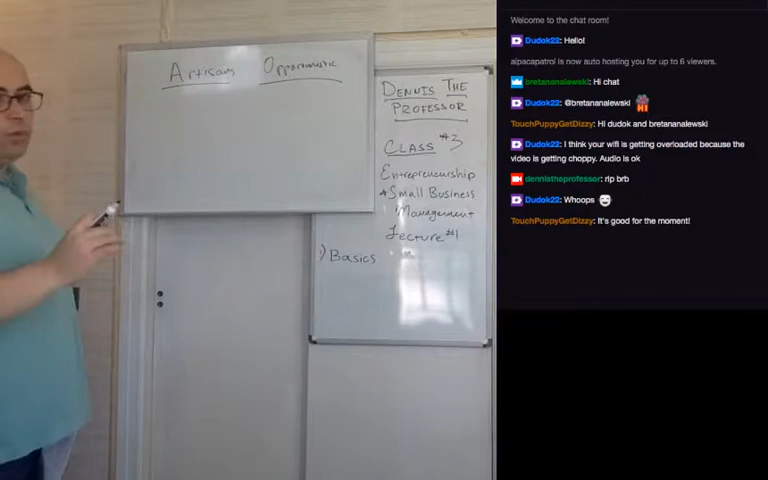 Artisans Opportunistic
DENNIS THE
PROFESSOR
CLASS #3
Entrepreneurship
+Small Business
Management
Lecture #1
1) Basics
Welcome to the chat room!
Dudok22: Hello!
alpacapatrol is now auto hosting you for up to 6 viewers.
bretananalewski: Hi chat
Dudok22: @bretananalewski HI
TouchPuppyGetDizzy: Hi dudok and bretananalewski
Dudok22: I think your wifi is getting overloaded because the
video is getting choppy. Audio is ok
dennistheprofessor: rip brb
Dudok22: Whoops
TouchPuppyGetDizzy: It's good for the moment!